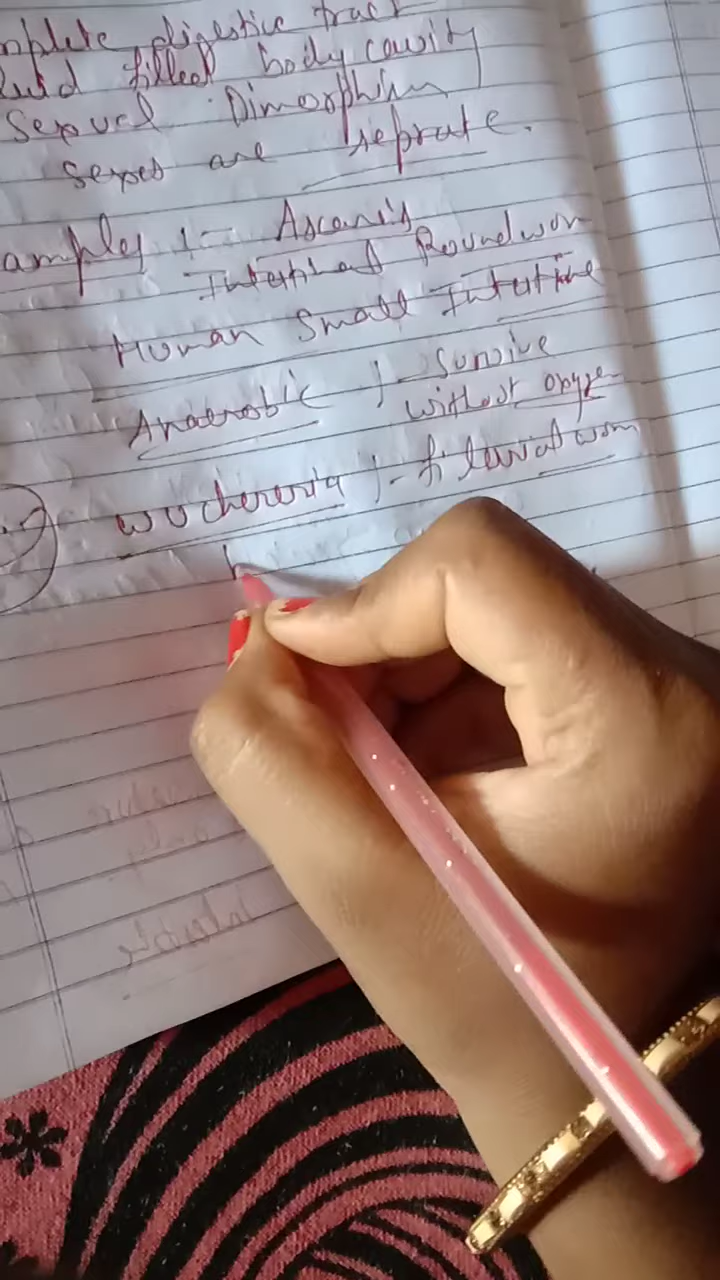 mplete digestive tract
luid filled body cavity
Sexual Dimorphism
sexes are seprate.
amples :- Ascaris
Intestinal Roundworm
Human Small Intestine
Anaerobic :- Survive
without oxygen
wuchereria :- filarial worm